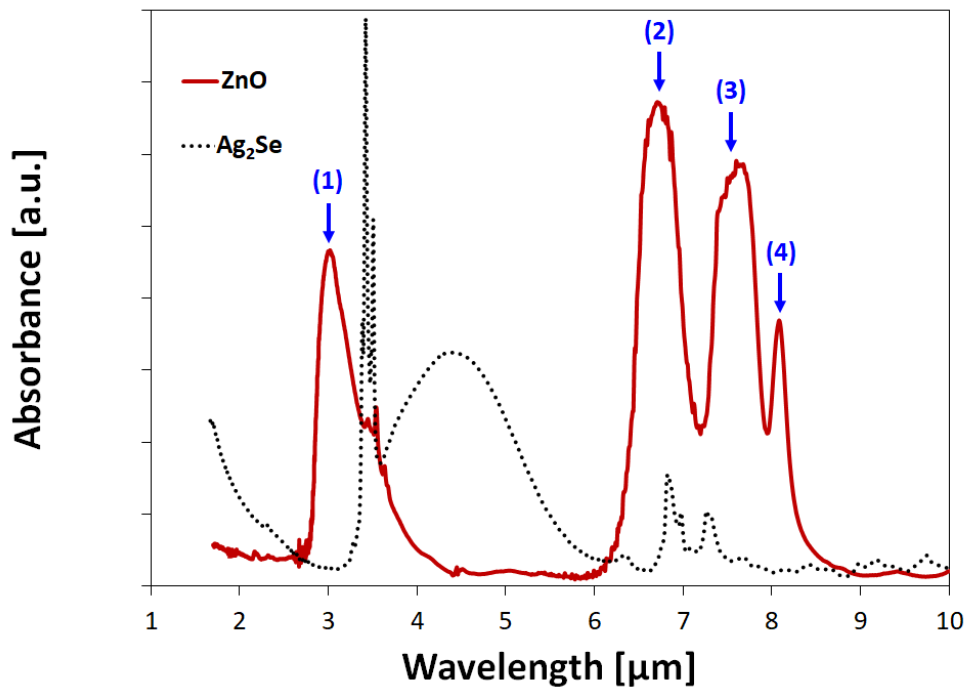 (1)
(2)
(3)
(4)
ZnO
Ag₂Se
Absorbance [a.u.]
1 2 3 4 5 6 7 8 9 10
Wavelength [μm]